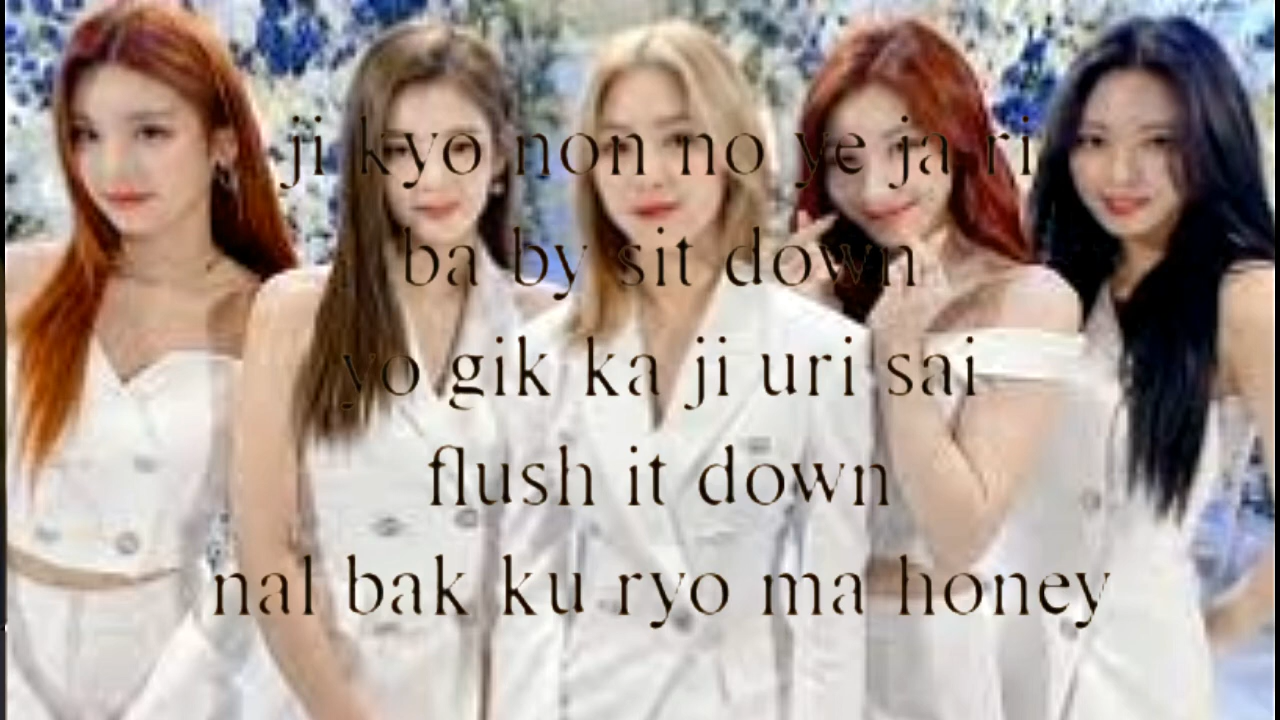 ji kyo non no ye ja ri
ba by sit down
yo gik ka ji uri sai
flush it down
nal bak ku ryo ma honey